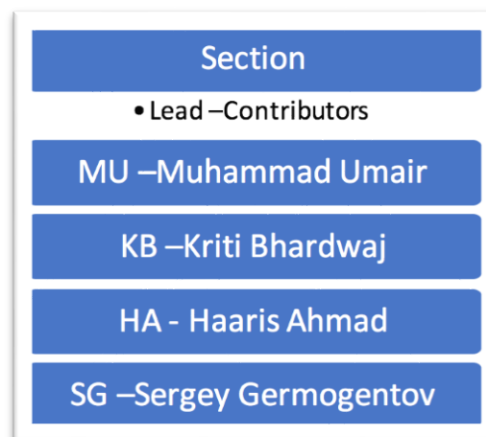 Section
• Lead –Contributors
MU –Muhammad Umair
KB –Kriti Bhardwaj
HA - Haaris Ahmad
SG –Sergey Germogentov